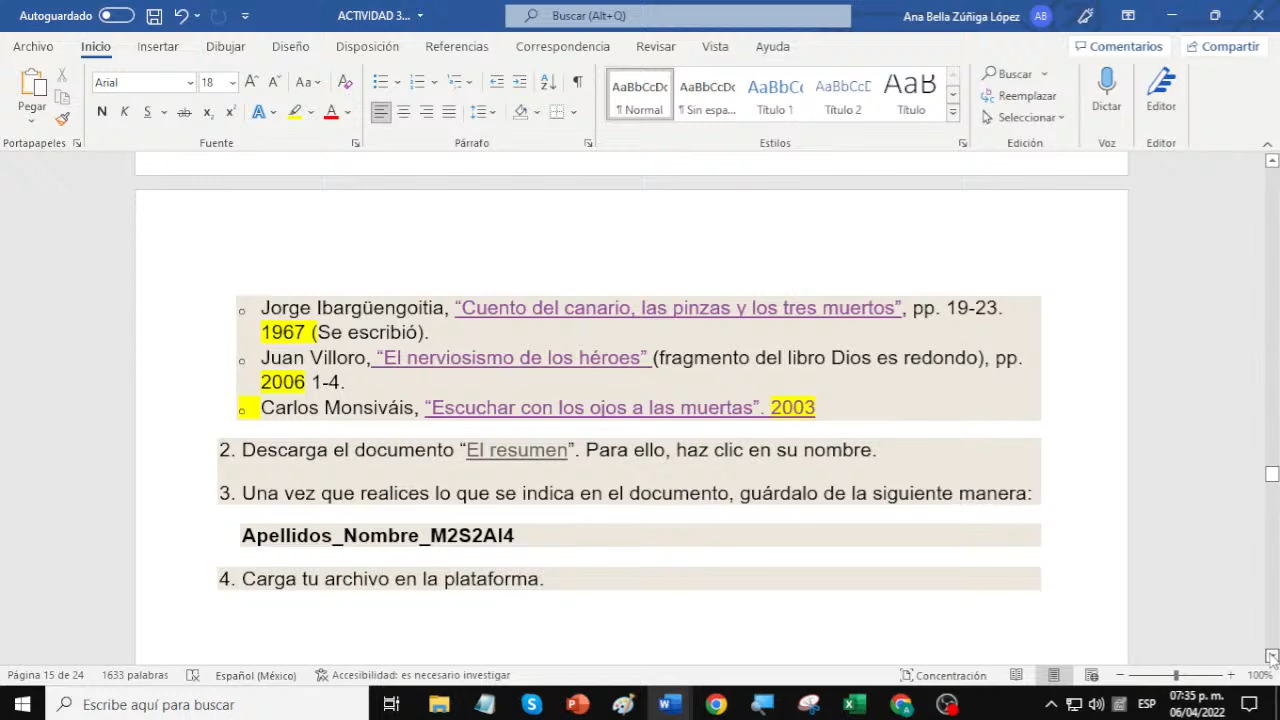 Autoguardado
ACTIVIDAD 3...
Buscar (Alt+Q)
Ana Bella Zúñiga López
AB
Archivo
Inicio
Insertar
Dibujar
Diseño
Disposición
Referencias
Correspondencia
Revisar
Vista
Ayuda
Comentarios
Compartir
Pegar
Portapapeles
Arial
18
Fuente
Párrafo
AaBbCcDc
¶ Normal
AaBbCcDc
¶ Sin espa...
AaBbCc
Título 1
AaBbCcD
Título 2
AaB
Título
Estilos
Buscar
Reemplazar
Seleccionar
Edición
Dictar
Voz
Editor
Editor
Jorge Ibargüengoitia, “Cuento del canario, las pinzas y los tres muertos”, pp. 19-23.
1967 (Se escribió).
Juan Villoro, “El nerviosismo de los héroes” (fragmento del libro Dios es redondo), pp.
2006 1-4.
Carlos Monsiváis, “Escuchar con los ojos a las muertas”. 2003
2. Descarga el documento “El resumen”. Para ello, haz clic en su nombre.
3. Una vez que realices lo que se indica en el documento, guárdalo de la siguiente manera:
Apellidos_Nombre_M2S2AI4
4. Carga tu archivo en la plataforma.
Página 15 de 24
1633 palabras
Español (México)
Accesibilidad: es necesario investigar
Concentración
100%
Escribe aquí para buscar
ESP
07:35 p. m.
06/04/2022